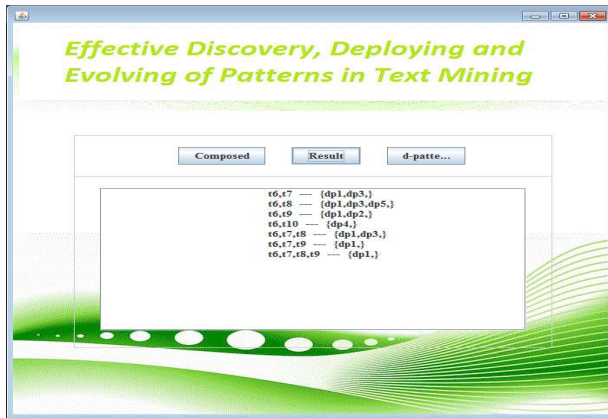 Effective Discovery, Deploying and
Evolving of Patterns in Text Mining
Composed Result d-patte...
t6,t7 --- {dp1,dp3,}
t6,t8 --- {dp1,dp3,dp5,}
t6,t9 --- {dp1,dp2,}
t6,t10 --- {dp4,}
t6,t7,t8 --- {dp1,dp3,}
t6,t7,t9 --- {dp1,}
t6,t7,t8,t9 --- {dp1,}